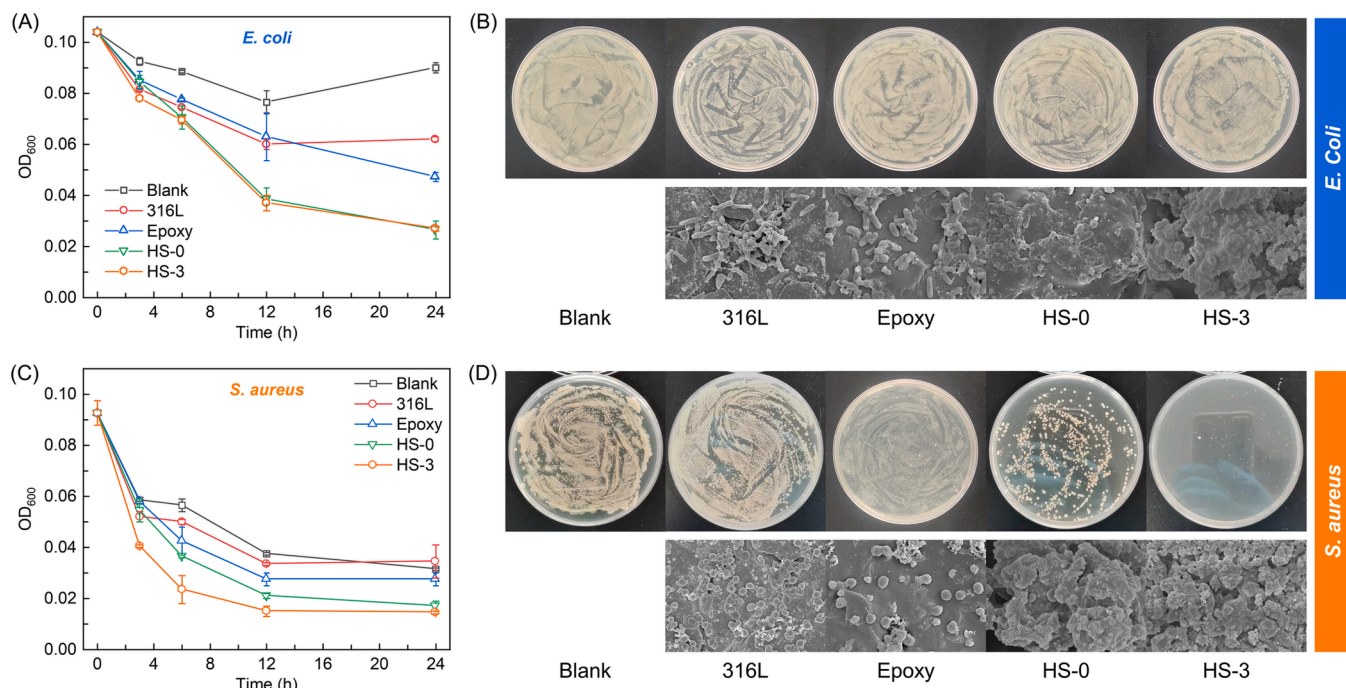 (A)
E. coli
OD600
0.10
0.08
0.06
0.04
0.02
0.00
Blank
316L
Epoxy
HS-0
HS-3
0 4 8 12 16 20 24
Time (h)
(B)
Blank 316L Epoxy HS-0 HS-3
E. Coli
(C)
S. aureus
OD600
0.10
0.08
0.06
0.04
0.02
0.00
Blank
316L
Epoxy
HS-0
HS-3
0 4 8 12 16 20 24
Time (h)
(D)
Blank 316L Epoxy HS-0 HS-3
S. aureus